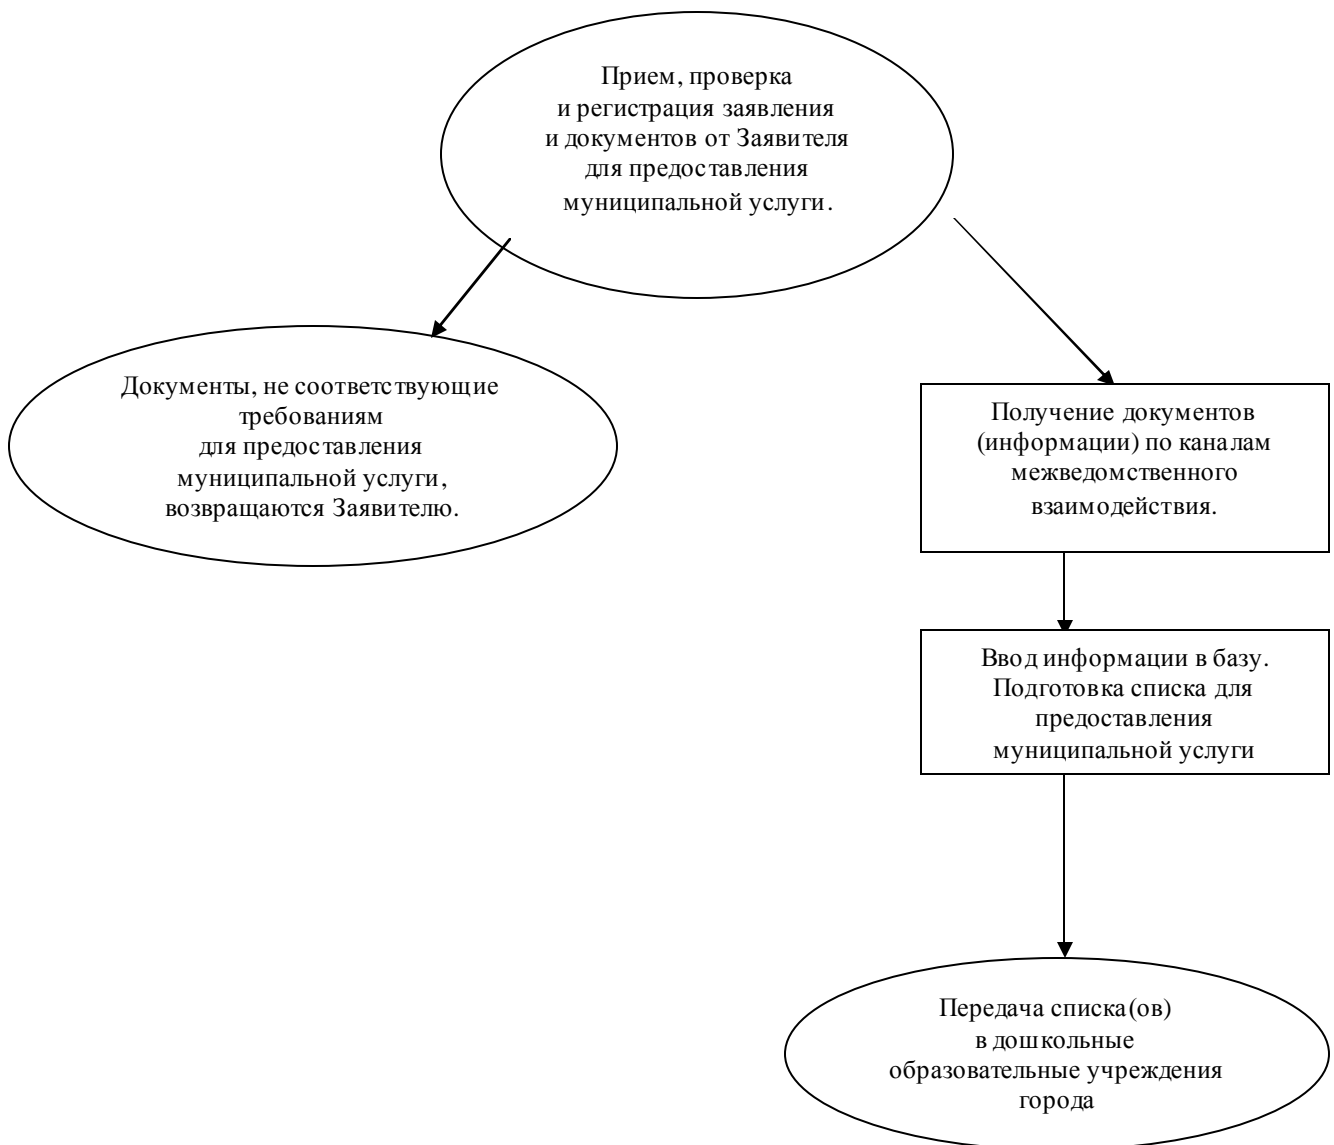 Прием, проверка
и регистрация заявления
и документов от Заявителя
для предоставления
муниципальной услуги.
Документы, не соответствующие
требованиям
для предоставления
муниципальной услуги,
возвращаются Заявителю.
Получение документов
(информации) по каналам
межведомственного
взаимодействия.
Ввод информации в базу.
Подготовка списка для
предоставления
муниципальной услуги
Передача списка(ов)
в дошкольные
образовательные учреждения
города